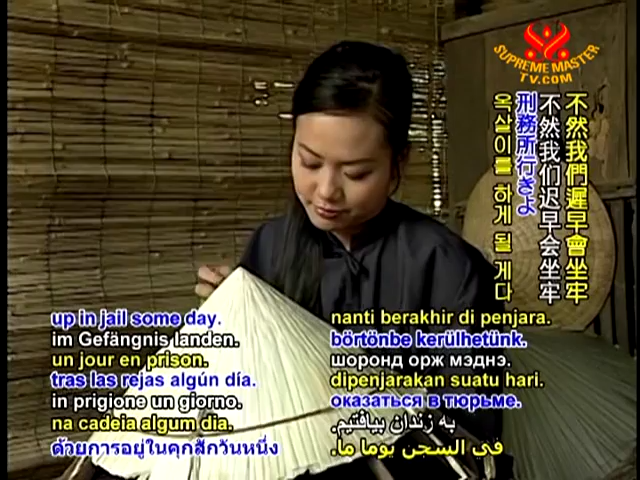 SUPREME MASTER
TV.COM
不然我們遲早會坐牢
不然我们迟早会坐牢
刑務所行きよ
옥살이를 하게 될 게다
up in jail some day.
im Gefängnis landen.
un jour en prison.
tras las rejas algún día.
in prigione un giorno.
na cadeia algum dia.
ด้วยการอยู่ในคุกสักวันหนึ่ง
nanti berakhir di penjara.
börtönbe kerülhetünk.
шоронд орж мэднэ.
dipenjarakan suatu hari.
оказаться в тюрьме.
به زندان بیافتیم.
في السجن يوما ما.